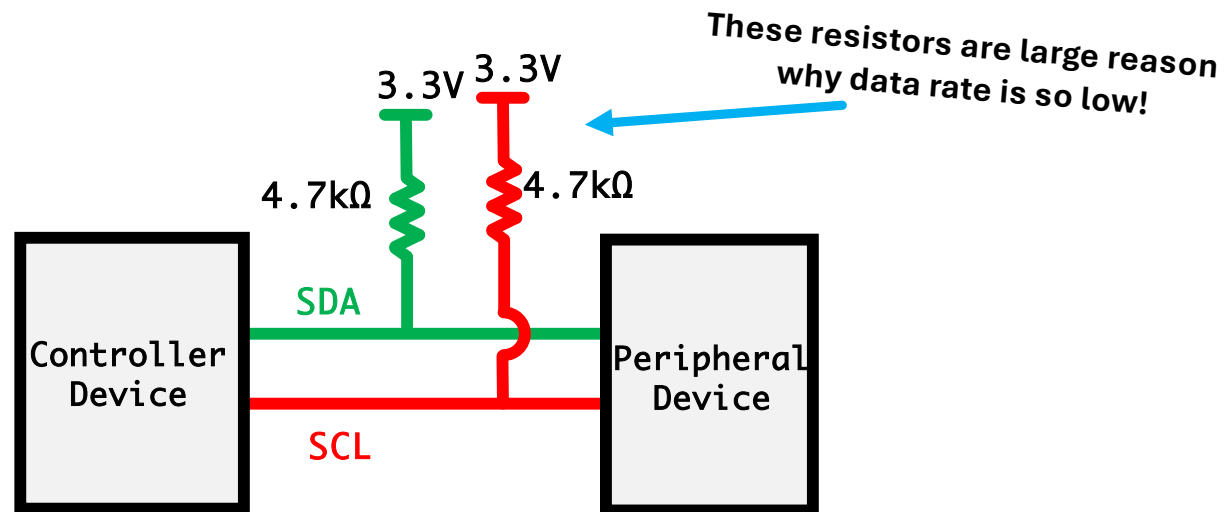 These resistors are large reason
why data rate is so low!
3.3V
3.3V
4.7kΩ
4.7kΩ
SDA
Controller
Device
Peripheral
Device
SCL